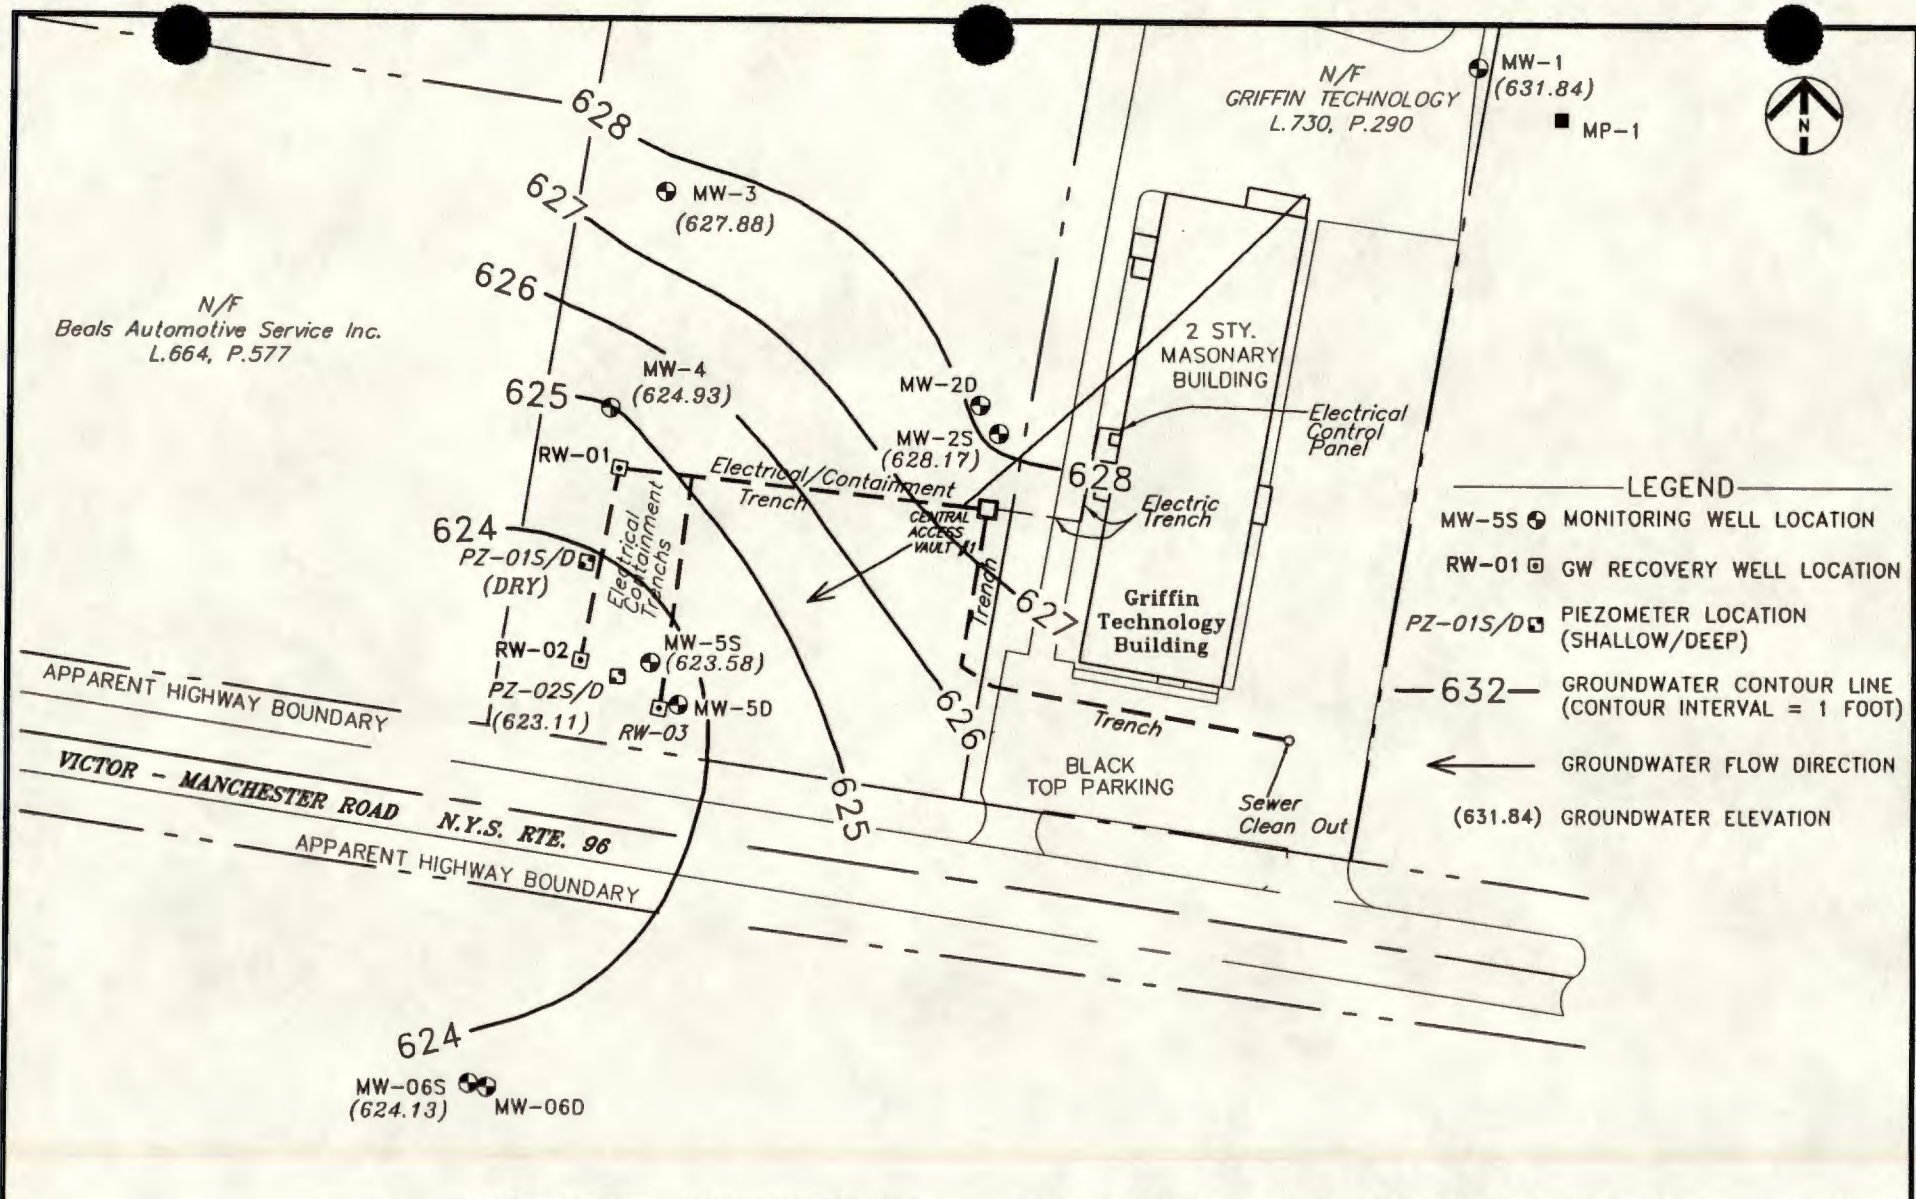 MW-1
(631.84)
MP-1
N
N/F
GRIFFIN TECHNOLOGY
L.730, P.290
628
MW-3
(627.88)
627
626
N/F
Beals Automotive Service Inc.
L.664, P.577
2 STY.
MASONARY
BUILDING
MW-4
(624.93)
625
MW-2D
MW-2S
(628.17)
628
Electrical
Control
Panel
RW-01
Electrical/Containment
Trench
Electric
Trench
CENTRAL
ACCESS
VAULT #1
Electrical
Containment
Trenchs
624
PZ-01S/D
(DRY)
Trench
627
Griffin
Technology
Building
RW-02
MW-5S
(623.58)
PZ-02S/D
(623.11)
MW-5D
RW-03
626
Trench
BLACK
TOP PARKING
Sewer
Clean Out
625
APPARENT HIGHWAY BOUNDARY
VICTOR - MANCHESTER ROAD N.Y.S. RTE. 96
APPARENT HIGHWAY BOUNDARY
624
MW-06S
(624.13)
MW-06D
LEGEND
MW-5S MONITORING WELL LOCATION
RW-01 GW RECOVERY WELL LOCATION
PZ-01S/D PIEZOMETER LOCATION
(SHALLOW/DEEP)
632 GROUNDWATER CONTOUR LINE
(CONTOUR INTERVAL = 1 FOOT)
GROUNDWATER FLOW DIRECTION
(631.84) GROUNDWATER ELEVATION